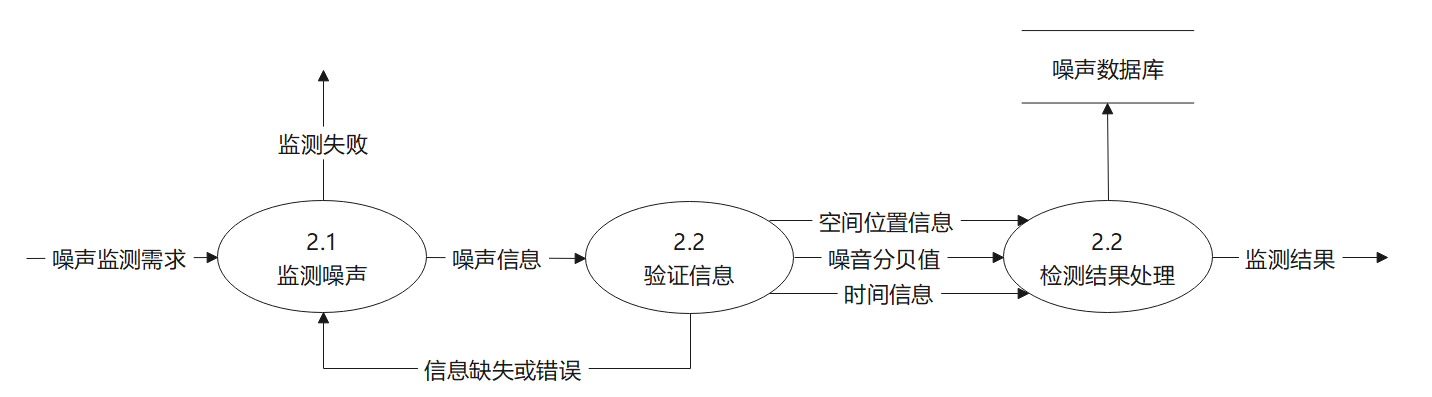 噪声数据库
监测失败
噪声监测需求
2.1
监测噪声
噪声信息
2.2
验证信息
空间位置信息
噪音分贝值
时间信息
2.2
检测结果处理
监测结果
信息缺失或错误